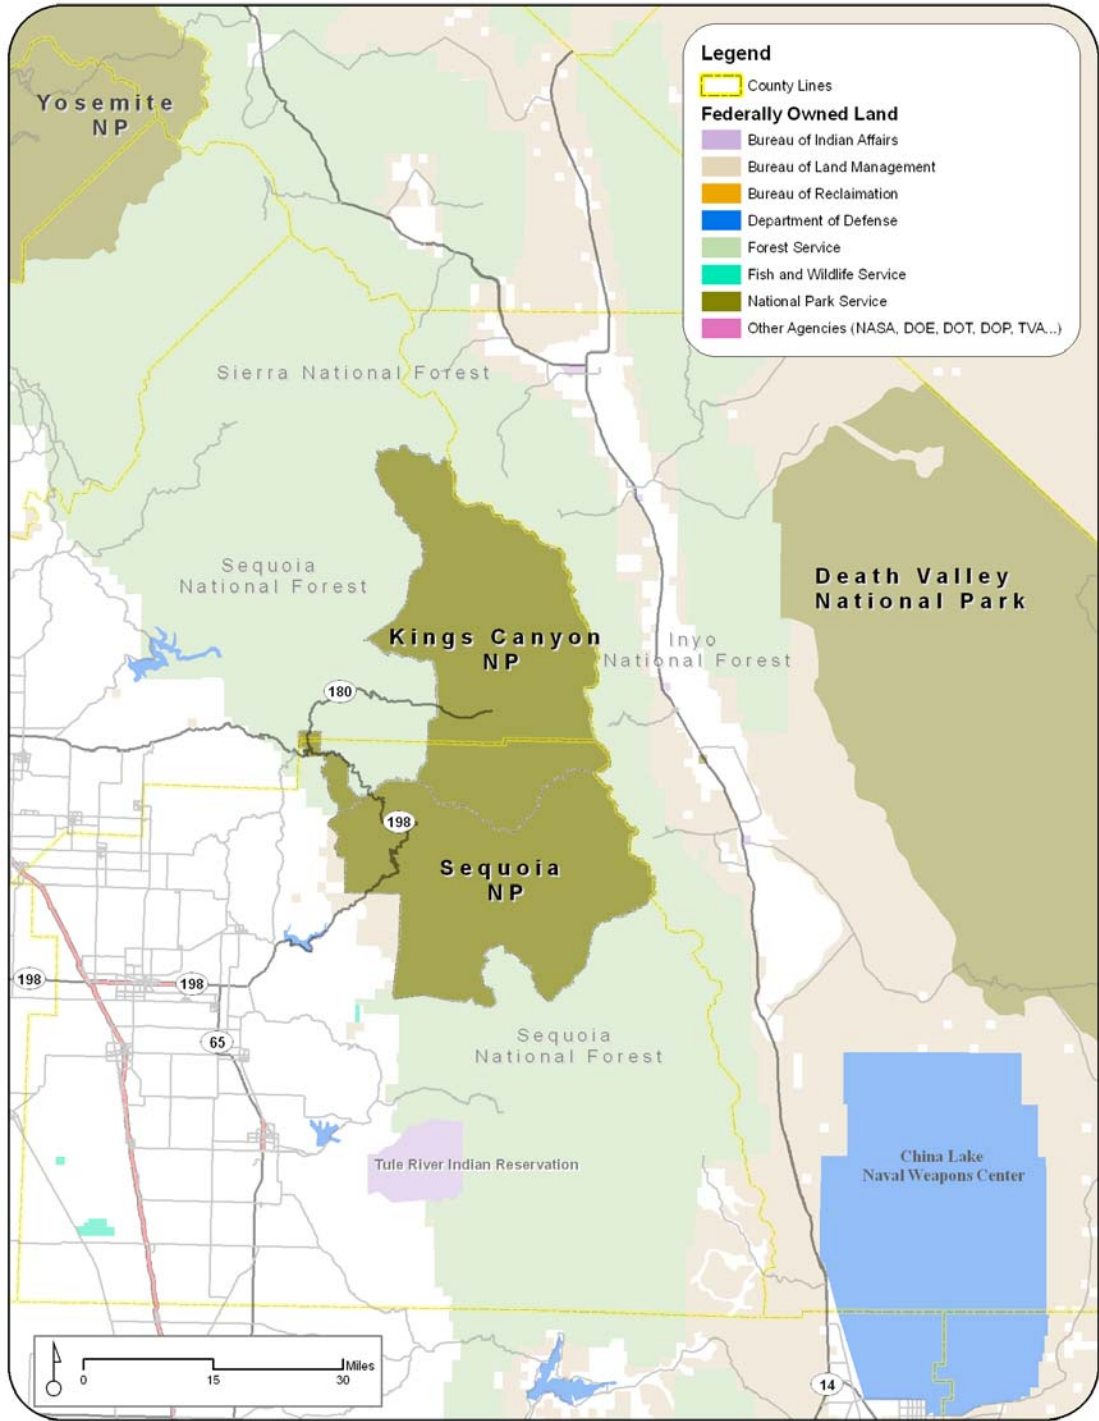 Legend
County Lines
Federally Owned Land
Bureau of Indian Affairs
Bureau of Land Management
Bureau of Reclaimation
Department of Defense
Forest Service
Fish and Wildlife Service
National Park Service
Other Agencies (NASA, DOE, DOT, DOP, TVA...)
Yosemite
NP
Sierra National Forest
Sequoia
National Forest
Death Valley
National Park
Kings Canyon
NP
Inyo
National Forest
180
198
Sequoia
NP
198
198
65
Sequoia
National Forest
Tule River Indian Reservation
China Lake
Naval Weapons Center
14
Miles
0
15
30